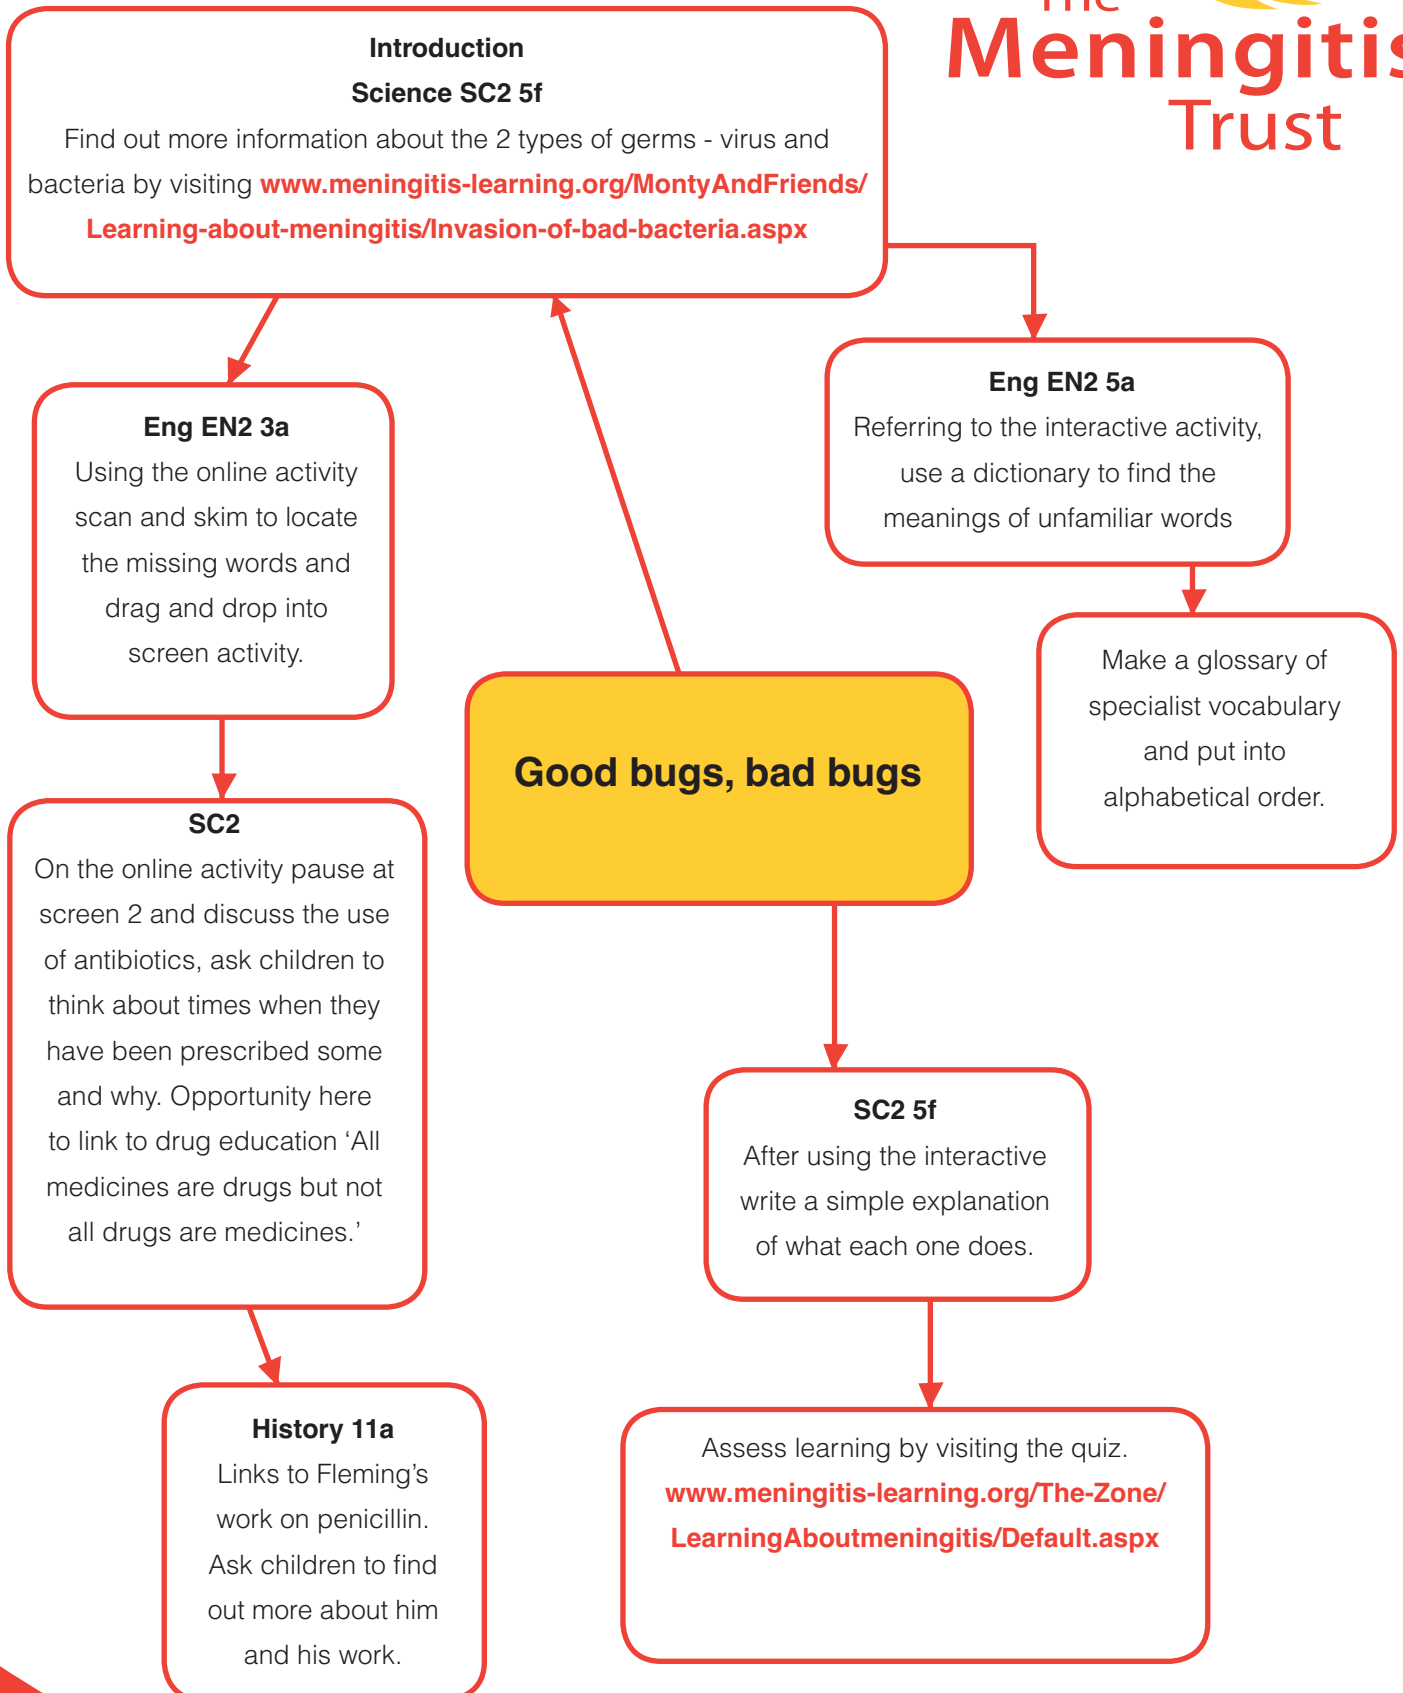 The
Meningitis
Trust
Introduction
Science SC2 5f
Find out more information about the 2 types of germs - virus and
bacteria by visiting www.meningitis-learning.org/MontyAndFriends/
Learning-about-meningitis/Invasion-of-bad-bacteria.aspx
Eng EN2 3a
Using the online activity
scan and skim to locate
the missing words and
drag and drop into
screen activity.
Eng EN2 5a
Referring to the interactive activity,
use a dictionary to find the
meanings of unfamiliar words
Make a glossary of
specialist vocabulary
and put into
alphabetical order.
Good bugs, bad bugs
SC2
On the online activity pause at
screen 2 and discuss the use
of antibiotics, ask children to
think about times when they
have been prescribed some
and why. Opportunity here
to link to drug education ‘All
medicines are drugs but not
all drugs are medicines.’
SC2 5f
After using the interactive
write a simple explanation
of what each one does.
History 11a
Links to Fleming’s
work on penicillin.
Ask children to find
out more about him
and his work.
Assess learning by visiting the quiz.
www.meningitis-learning.org/The-Zone/
LearningAboutmeningitis/Default.aspx